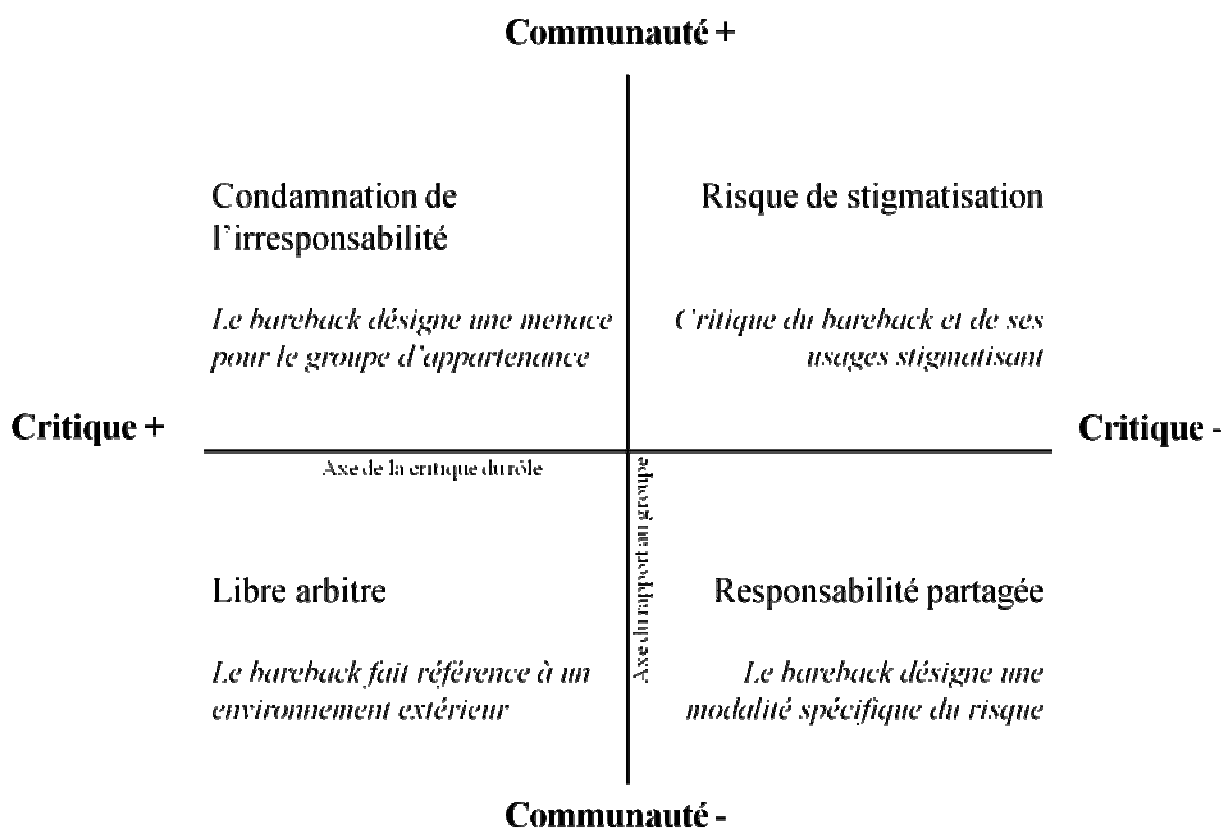 Communauté +
Condamnation de
l'irresponsabilité
Risque de stigmatisation
Le bareback désigne une menace
pour le groupe d'appartenance
Critique du bareback et de ses
usages stigmatisant
Critique +
Critique -
Axe de la critique du rôle
Axe du rapport au groupe
Libre arbitre
Responsabilité partagée
Le bareback fait référence à un
environnement extérieur
Le bareback désigne une
modalité spécifique du risque
Communauté -